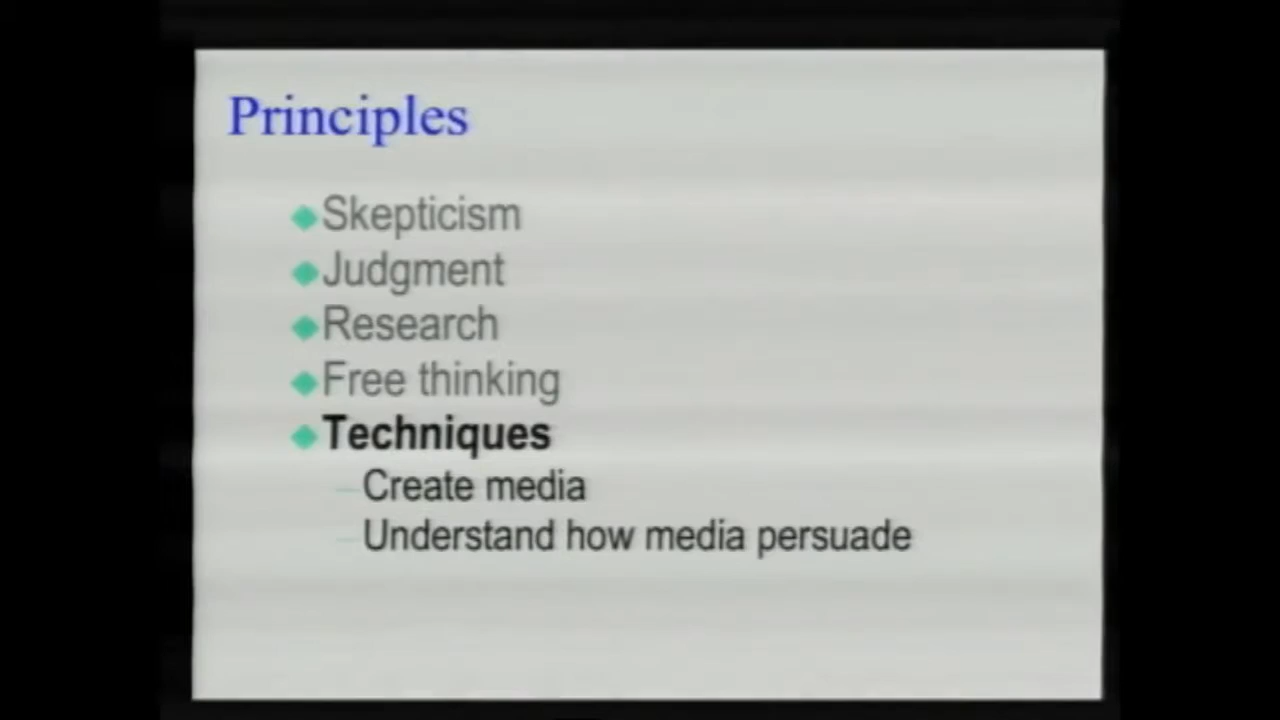 Principles
Skepticism
Judgment
Research
Free thinking
Techniques
Create media
Understand how media persuade